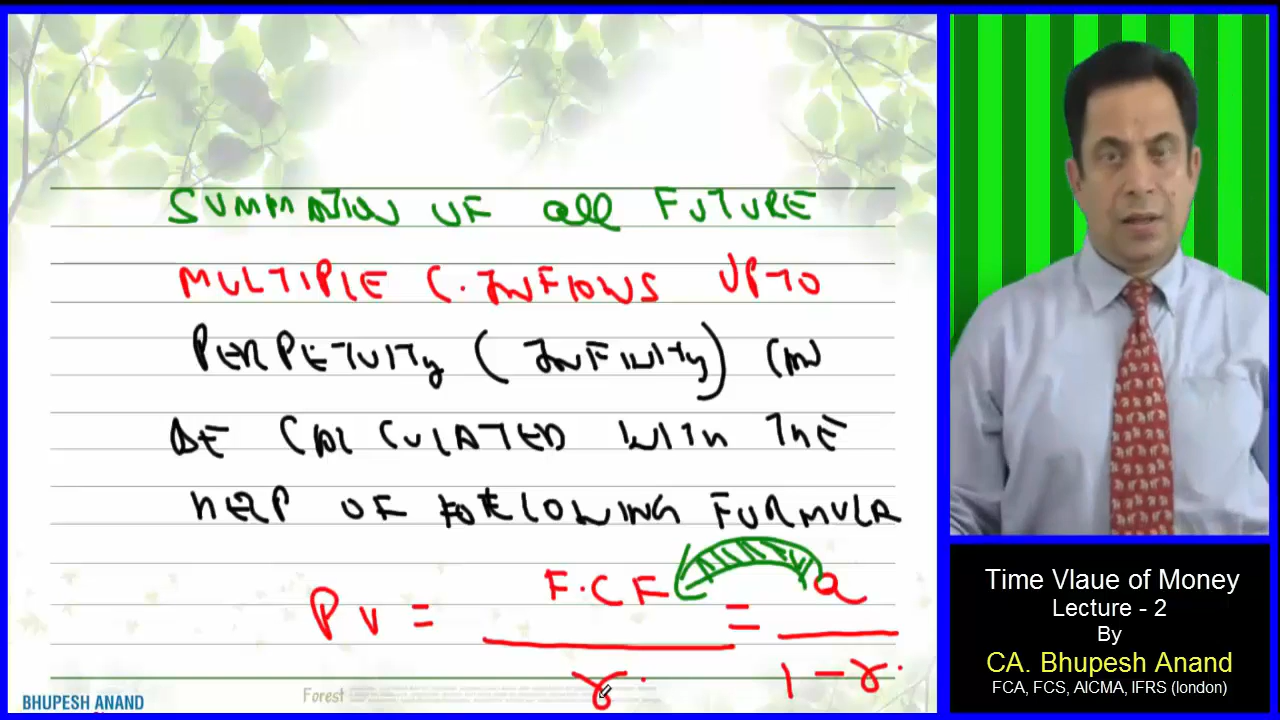 SUMMATION OF all FUTURE
MULTIPLE C.INFLOWS UPTO
PERPETUITY (INFINITY) CAN
BE CALCULATED WITH THE
HELP OF FOLLOWING FORMULA
PV = F.C.F / r. = a / 1-r.
BHUPESH ANAND
Forest
Time Vlaue of Money
Lecture - 2
By
CA. Bhupesh Anand
FCA, FCS, AICMA, IFRS (london)